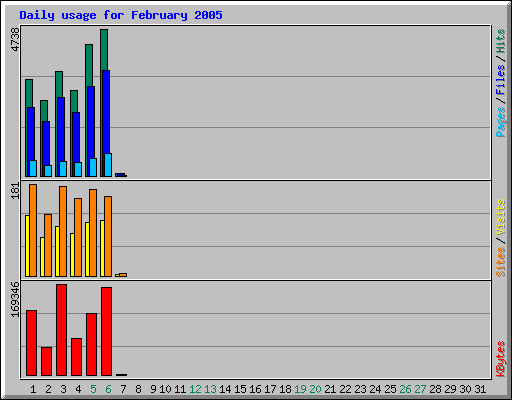 Daily usage for February 2005
4738
Pages / Files / Hits
181
Sites / Visits
169346
KBytes
1 2 3 4 5 6 7 8 9 10 11 12 13 14 15 16 17 18 19 20 21 22 23 24 25 26 27 28 29 30 31